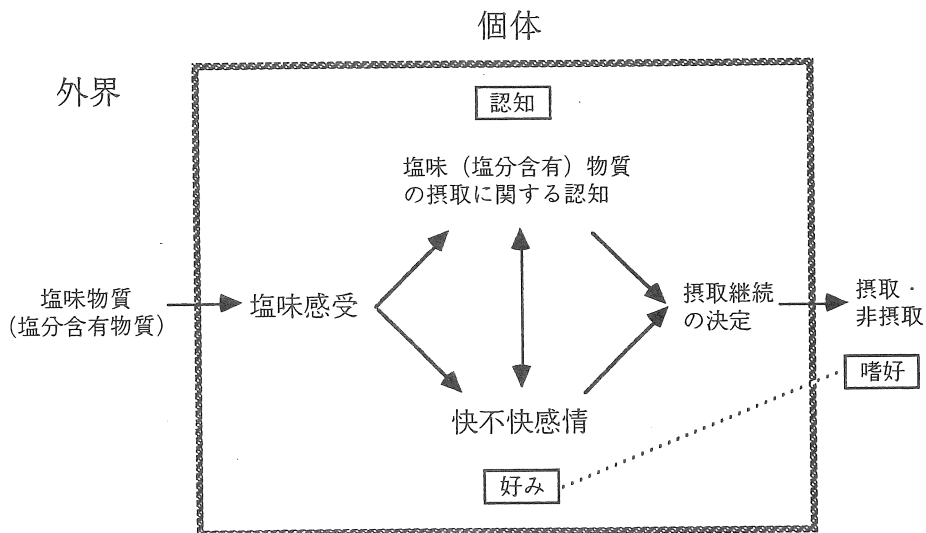 個体
外界
認知
塩味（塩分含有）物質
の摂取に関する認知
塩味物質
（塩分含有物質）
塩味感受
摂取継続
の決定
摂取・
非摂取
嗜好
快不快感情
好み